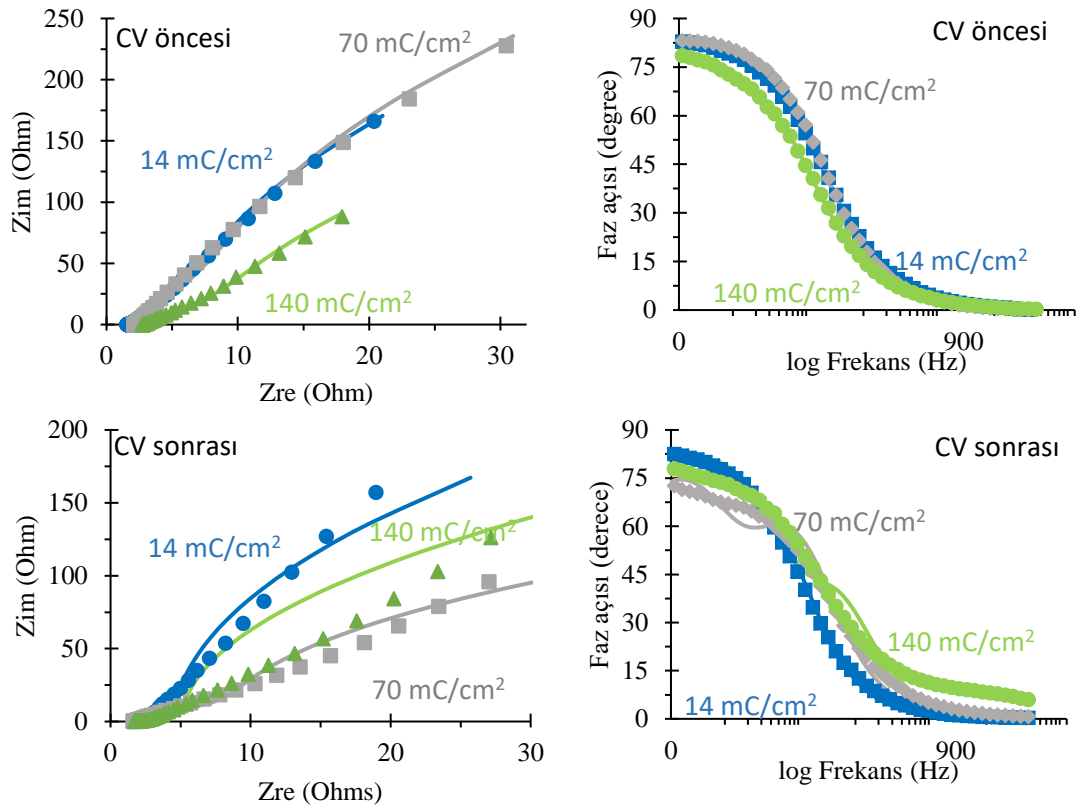 CV öncesi
250
200
150
100
50
0
Zim (Ohm)
70 mC/cm²
14 mC/cm²
140 mC/cm²
0 10 20 30
Zre (Ohm)
CV öncesi
90
75
60
45
30
15
0
Faz açısı (degree)
70 mC/cm²
14 mC/cm²
140 mC/cm²
0 900
log Frekans (Hz)
CV sonrası
200
150
100
50
0
Zim (Ohm)
14 mC/cm²
140 mC/cm²
70 mC/cm²
0 10 20 30
Zre (Ohms)
CV sonrası
90
75
60
45
30
15
0
Faz açısı (derece)
70 mC/cm²
140 mC/cm²
14 mC/cm²
0 900
log Frekans (Hz)